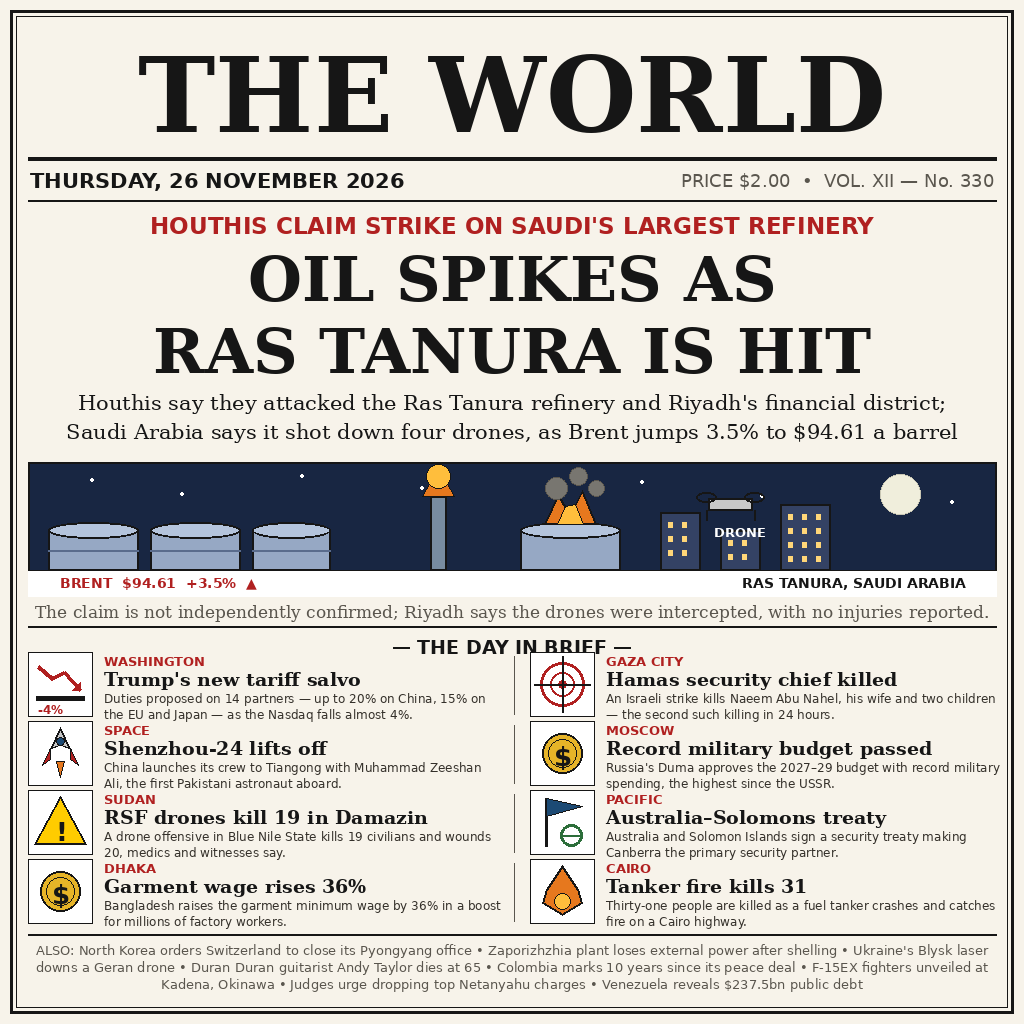 THE WORLD
THURSDAY, 26 NOVEMBER 2026
PRICE $2.00 • VOL. XII — No. 330
HOUTHIS CLAIM STRIKE ON SAUDI'S LARGEST REFINERY
OIL SPIKES AS
RAS TANURA IS HIT
Houthis say they attacked the Ras Tanura refinery and Riyadh's financial district;
Saudi Arabia says it shot down four drones, as Brent jumps 3.5% to $94.61 a barrel
DRONE
BRENT $94.61 +3.5% ▲
RAS TANURA, SAUDI ARABIA
The claim is not independently confirmed; Riyadh says the drones were intercepted, with no injuries reported.
— THE DAY IN BRIEF —
-4%
WASHINGTON
Trump's new tariff salvo
Duties proposed on 14 partners — up to 20% on China, 15% on
the EU and Japan — as the Nasdaq falls almost 4%.
SPACE
Shenzhou-24 lifts off
China launches its crew to Tiangong with Muhammad Zeeshan
Ali, the first Pakistani astronaut aboard.
!
SUDAN
RSF drones kill 19 in Damazin
A drone offensive in Blue Nile State kills 19 civilians and wounds
20, medics and witnesses say.
$
DHAKA
Garment wage rises 36%
Bangladesh raises the garment minimum wage by 36% in a boost
for millions of factory workers.
GAZA CITY
Hamas security chief killed
An Israeli strike kills Naeem Abu Nahel, his wife and two children
— the second such killing in 24 hours.
$
MOSCOW
Record military budget passed
Russia's Duma approves the 2027–29 budget with record military
spending, the highest since the USSR.
PACIFIC
Australia–Solomons treaty
Australia and Solomon Islands sign a security treaty making
Canberra the primary security partner.
CAIRO
Tanker fire kills 31
Thirty-one people are killed as a fuel tanker crashes and catches
fire on a Cairo highway.
ALSO: North Korea orders Switzerland to close its Pyongyang office • Zaporizhzhia plant loses external power after shelling • Ukraine's Blysk laser
downs a Geran drone • Duran Duran guitarist Andy Taylor dies at 65 • Colombia marks 10 years since its peace deal • F-15EX fighters unveiled at
Kadena, Okinawa • Judges urge dropping top Netanyahu charges • Venezuela reveals $237.5bn public debt